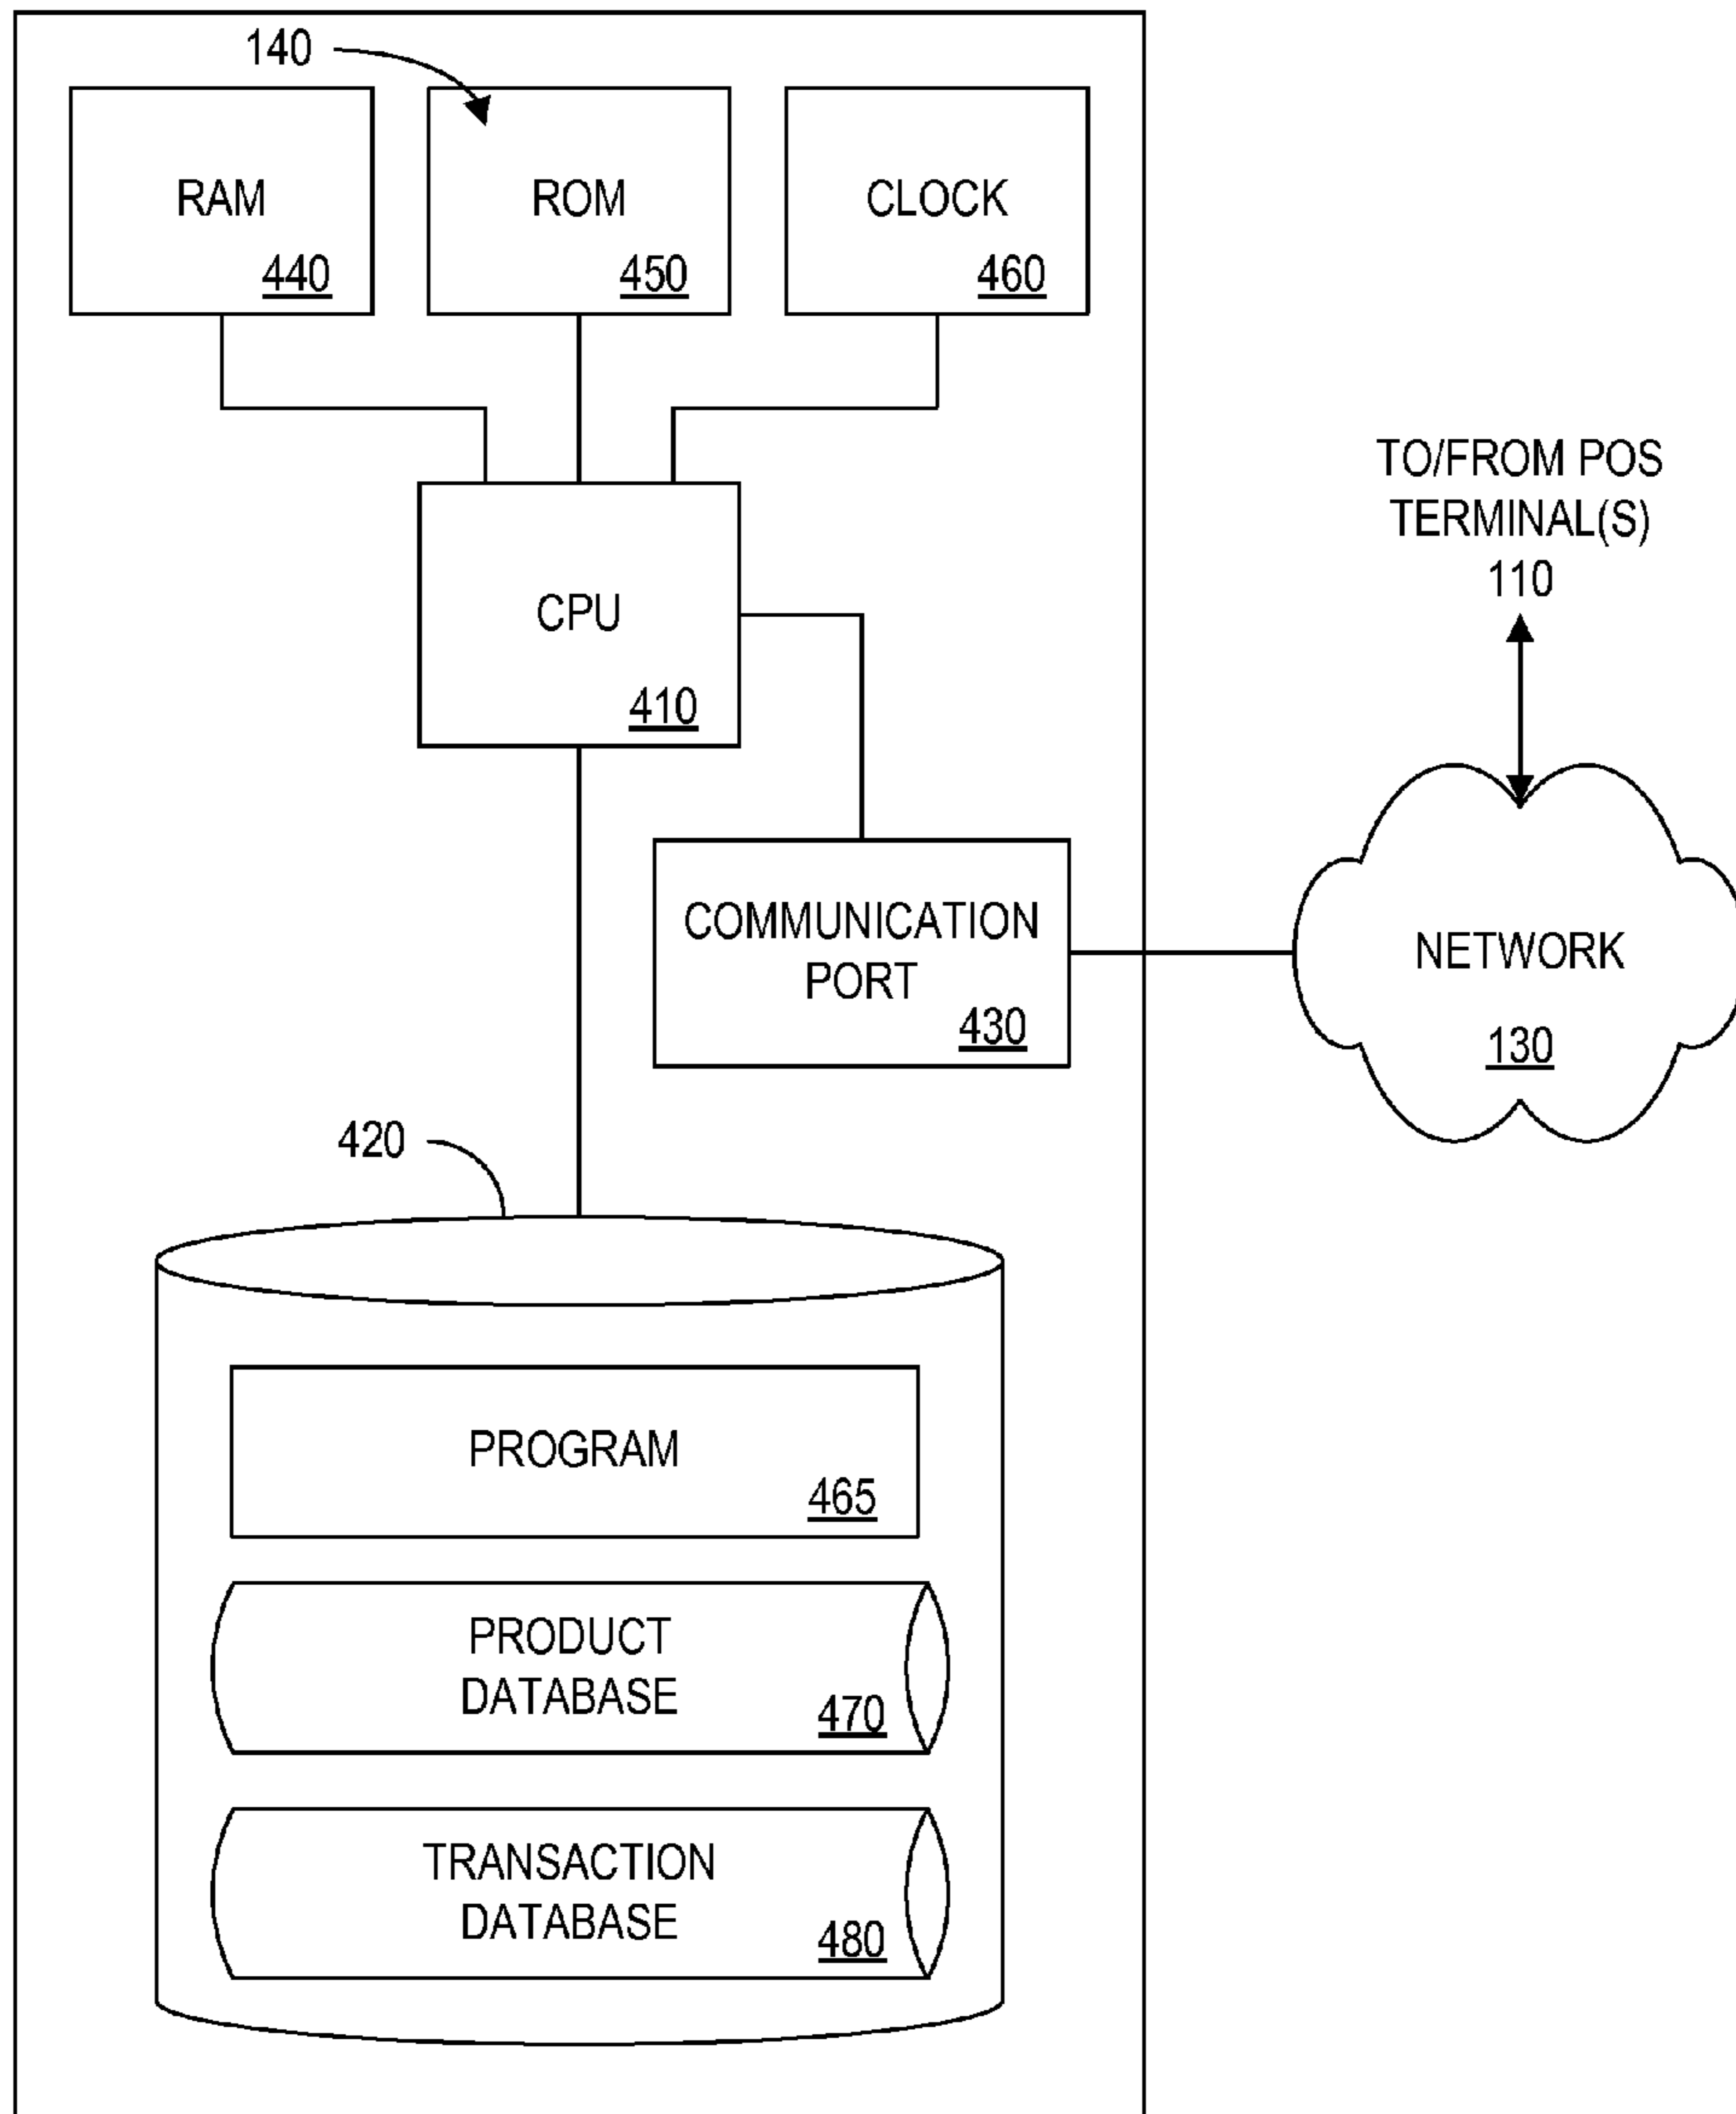 140
RAM
440
ROM
450
CLOCK
460
TO/FROM POS
TERMINAL(S)
110
CPU
410
COMMUNICATION
PORT
430
NETWORK
130
420
PROGRAM
465
PRODUCT
DATABASE
470
TRANSACTION
DATABASE
480